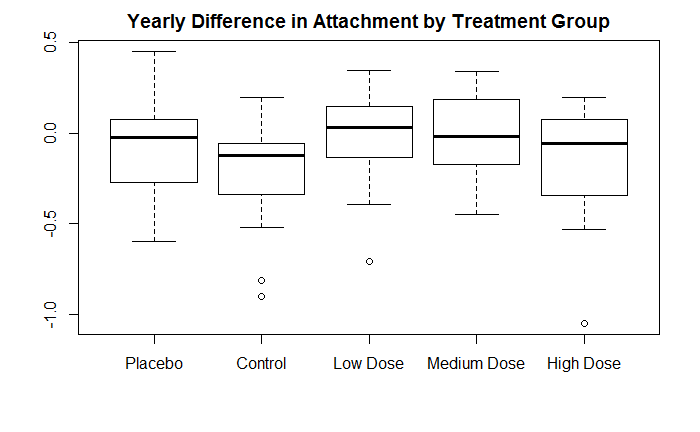 Yearly Difference in Attachment by Treatment Group
0.5
0.0
-0.5
-1.0
Placebo Control Low Dose Medium Dose High Dose